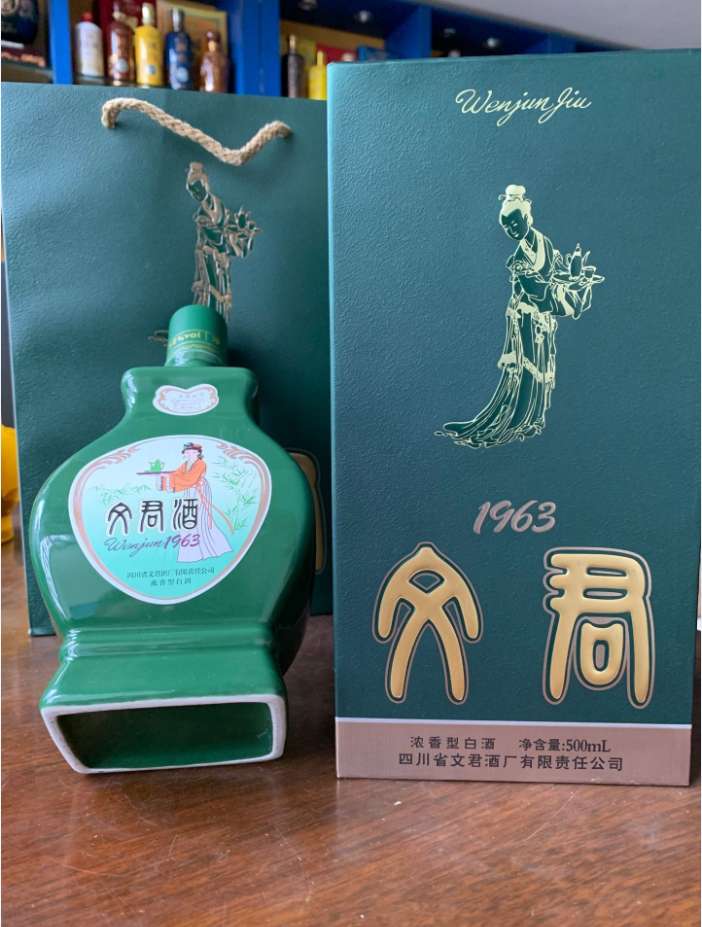 WenjunJiu
1963
文君
浓香型白酒 净含量:500mL
四川省文君酒厂有限责任公司
文君酒
Wenjun1963
四川省文君酒厂有限责任公司
浓香型白酒